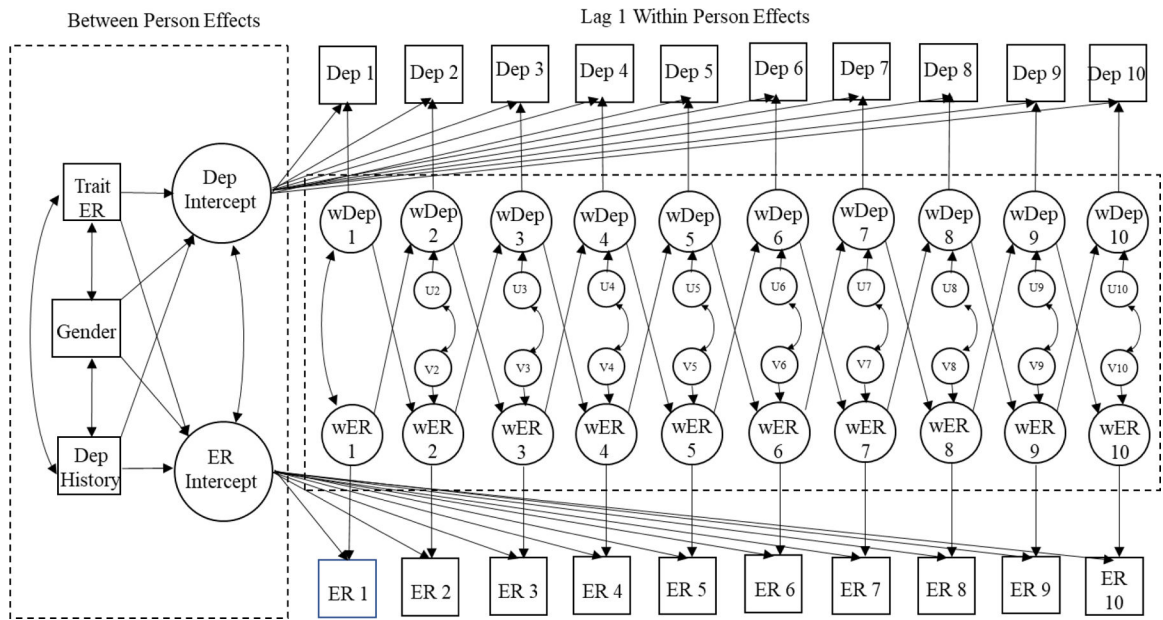 Between Person Effects
Lag 1 Within Person Effects
Dep 1
Dep 2
Dep 3
Dep 4
Dep 5
Dep 6
Dep 7
Dep 8
Dep 9
Dep 10
Trait
ER
Gender
Dep
History
Dep
Intercept
ER
Intercept
wDep
1
wDep
2
wDep
3
wDep
4
wDep
5
wDep
6
wDep
7
wDep
8
wDep
9
wDep
10
U2
U3
U4
U5
U6
U7
U8
U9
U10
V2
V3
V4
V5
V6
V7
V8
V9
V10
wER
1
wER
2
wER
3
wER
4
wER
5
wER
6
wER
7
wER
8
wER
9
wER
10
ER 1
ER 2
ER 3
ER 4
ER 5
ER 6
ER 7
ER 8
ER 9
ER
10